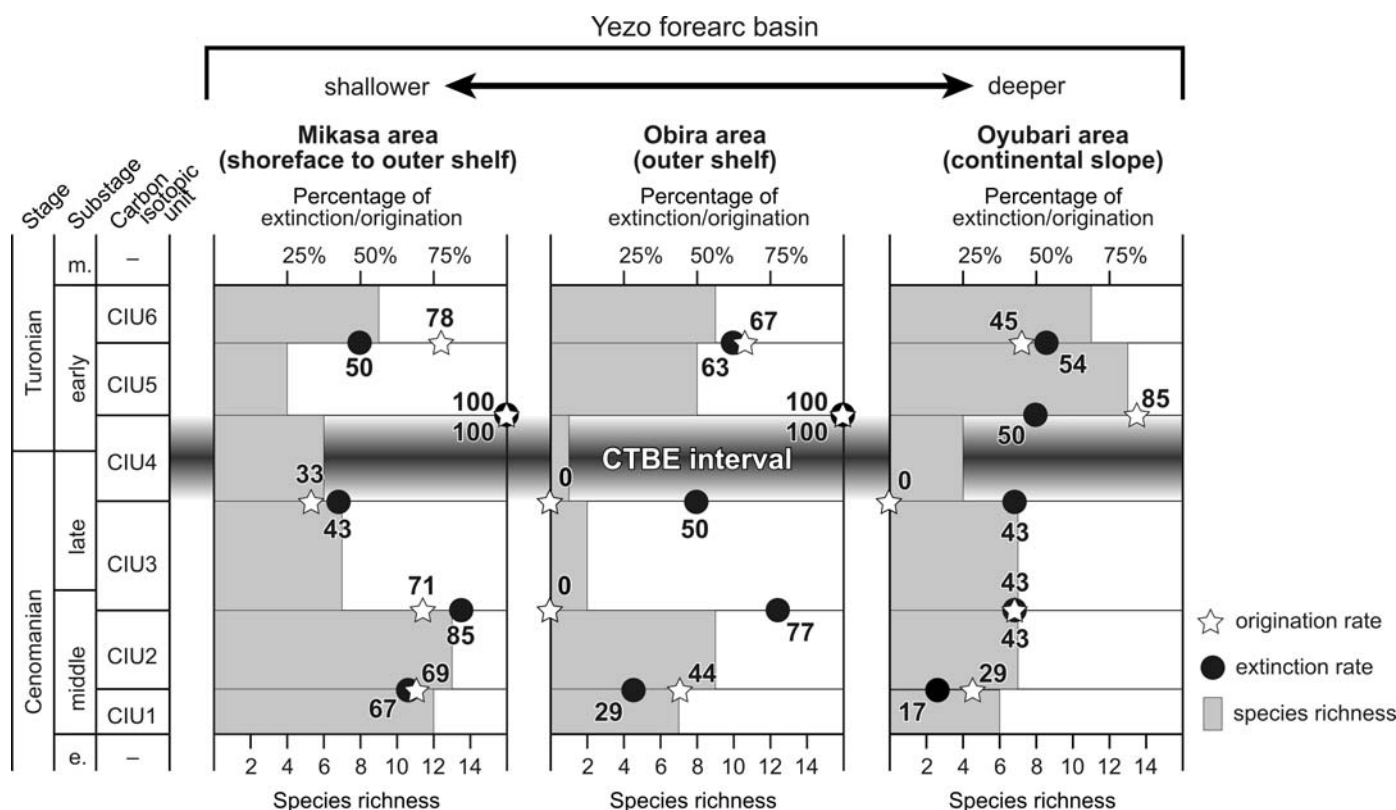 Yezo forearc basin
shallower
deeper
Mikasa area
(shoreface to outer shelf)
Obira area
(outer shelf)
Oyubari area
(continental slope)
Stage
Substage
Carbon
isotopic
unit
Percentage of
extinction/origination
Percentage of
extinction/origination
Percentage of
extinction/origination
m.
–
25% 50% 75%
25% 50% 75%
25% 50% 75%
Turonian
early
CIU6
78
50
67
63
45
54
CIU5
100
100
100
100
85
50
CIU4
CTBE interval
33
43
0
50
0
43
Cenomanian
late
CIU3
71
85
0
77
43
43
middle
CIU2
69
67
44
29
29
17
CIU1
e.
–
origination rate
extinction rate
species richness
2 4 6 8 10 12 14
2 4 6 8 10 12 14
2 4 6 8 10 12 14
Species richness
Species richness
Species richness